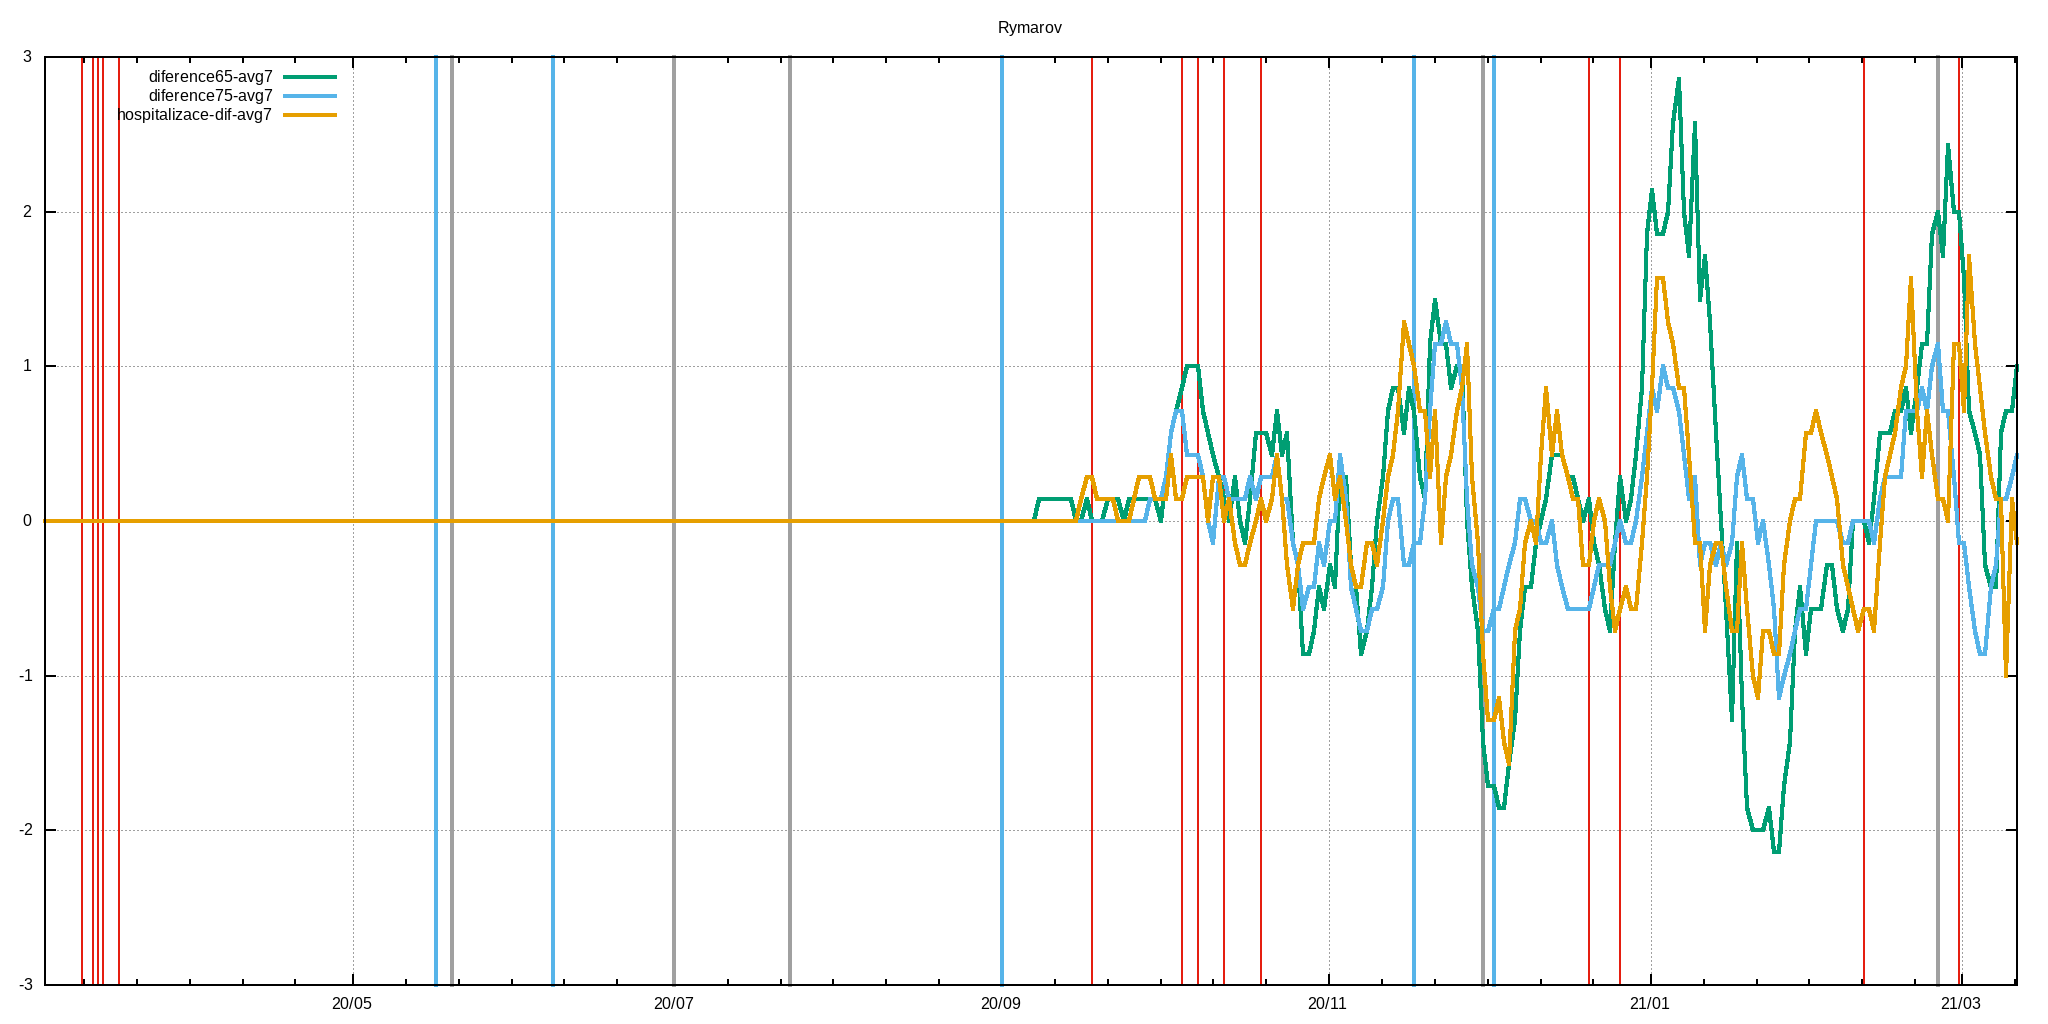 Rymarov
3
diference65-avg7
diference75-avg7
hospitalizace-dif-avg7
2
1
0
-1
-2
-3
20/05 20/07 20/09 20/11 21/01 21/03